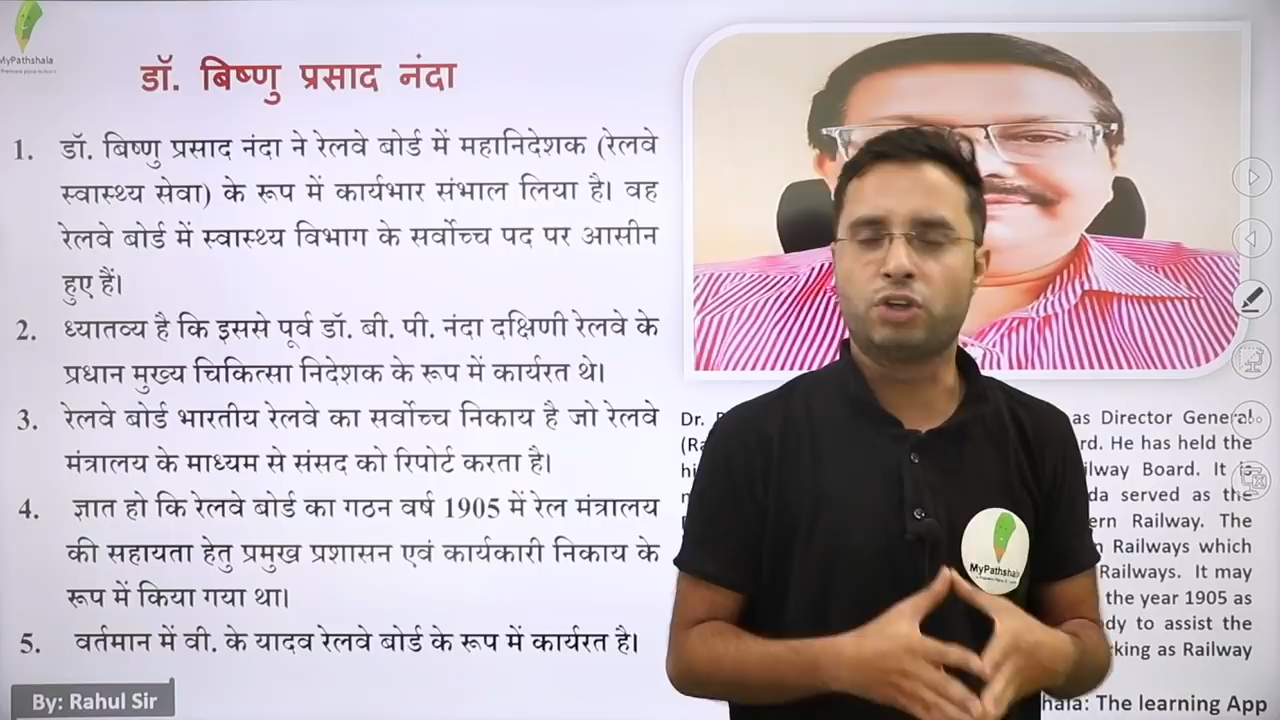 MyPathshala
डॉ. बिष्णु प्रसाद नंदा
1. डॉ. बिष्णु प्रसाद नंदा ने रेलवे बोर्ड में महानिदेशक (रेलवे
स्वास्थ्य सेवा) के रूप में कार्यभार संभाल लिया है। वह
रेलवे बोर्ड में स्वास्थ्य विभाग के सर्वोच्च पद पर आसीन
हुए हैं।
2. ध्यातव्य है कि इससे पूर्व डॉ. बी. पी. नंदा दक्षिणी रेलवे के
प्रधान मुख्य चिकित्सा निदेशक के रूप में कार्यरत थे।
3. रेलवे बोर्ड भारतीय रेलवे का सर्वोच्च निकाय है जो रेलवे
मंत्रालय के माध्यम से संसद को रिपोर्ट करता है।
4. ज्ञात हो कि रेलवे बोर्ड का गठन वर्ष 1905 में रेल मंत्रालय
की सहायता हेतु प्रमुख प्रशासन एवं कार्यकारी निकाय के
रूप में किया गया था।
5. वर्तमान में वी. के यादव रेलवे बोर्ड के रूप में कार्यरत है।
By: Rahul Sir
Dr. as Director General
rd. He has held the
ilway Board. It is
da served as the
ern Railway. The
Railways which
Railways. It may
the year 1905 as
dy to assist the
king as Railway
MyPathshala
hala: The learning App